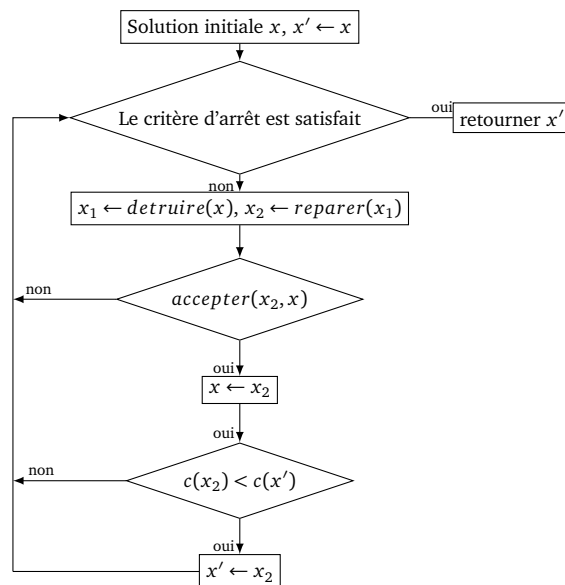 Solution initiale x, x′ ← x
Le critère d'arrêt est satisfait
oui
retourner x′
non
x₁ ← detruire(x), x₂ ← reparer(x₁)
non
accepter(x₂, x)
oui
x ← x₂
oui
non
c(x₂) < c(x′)
oui
x′ ← x₂